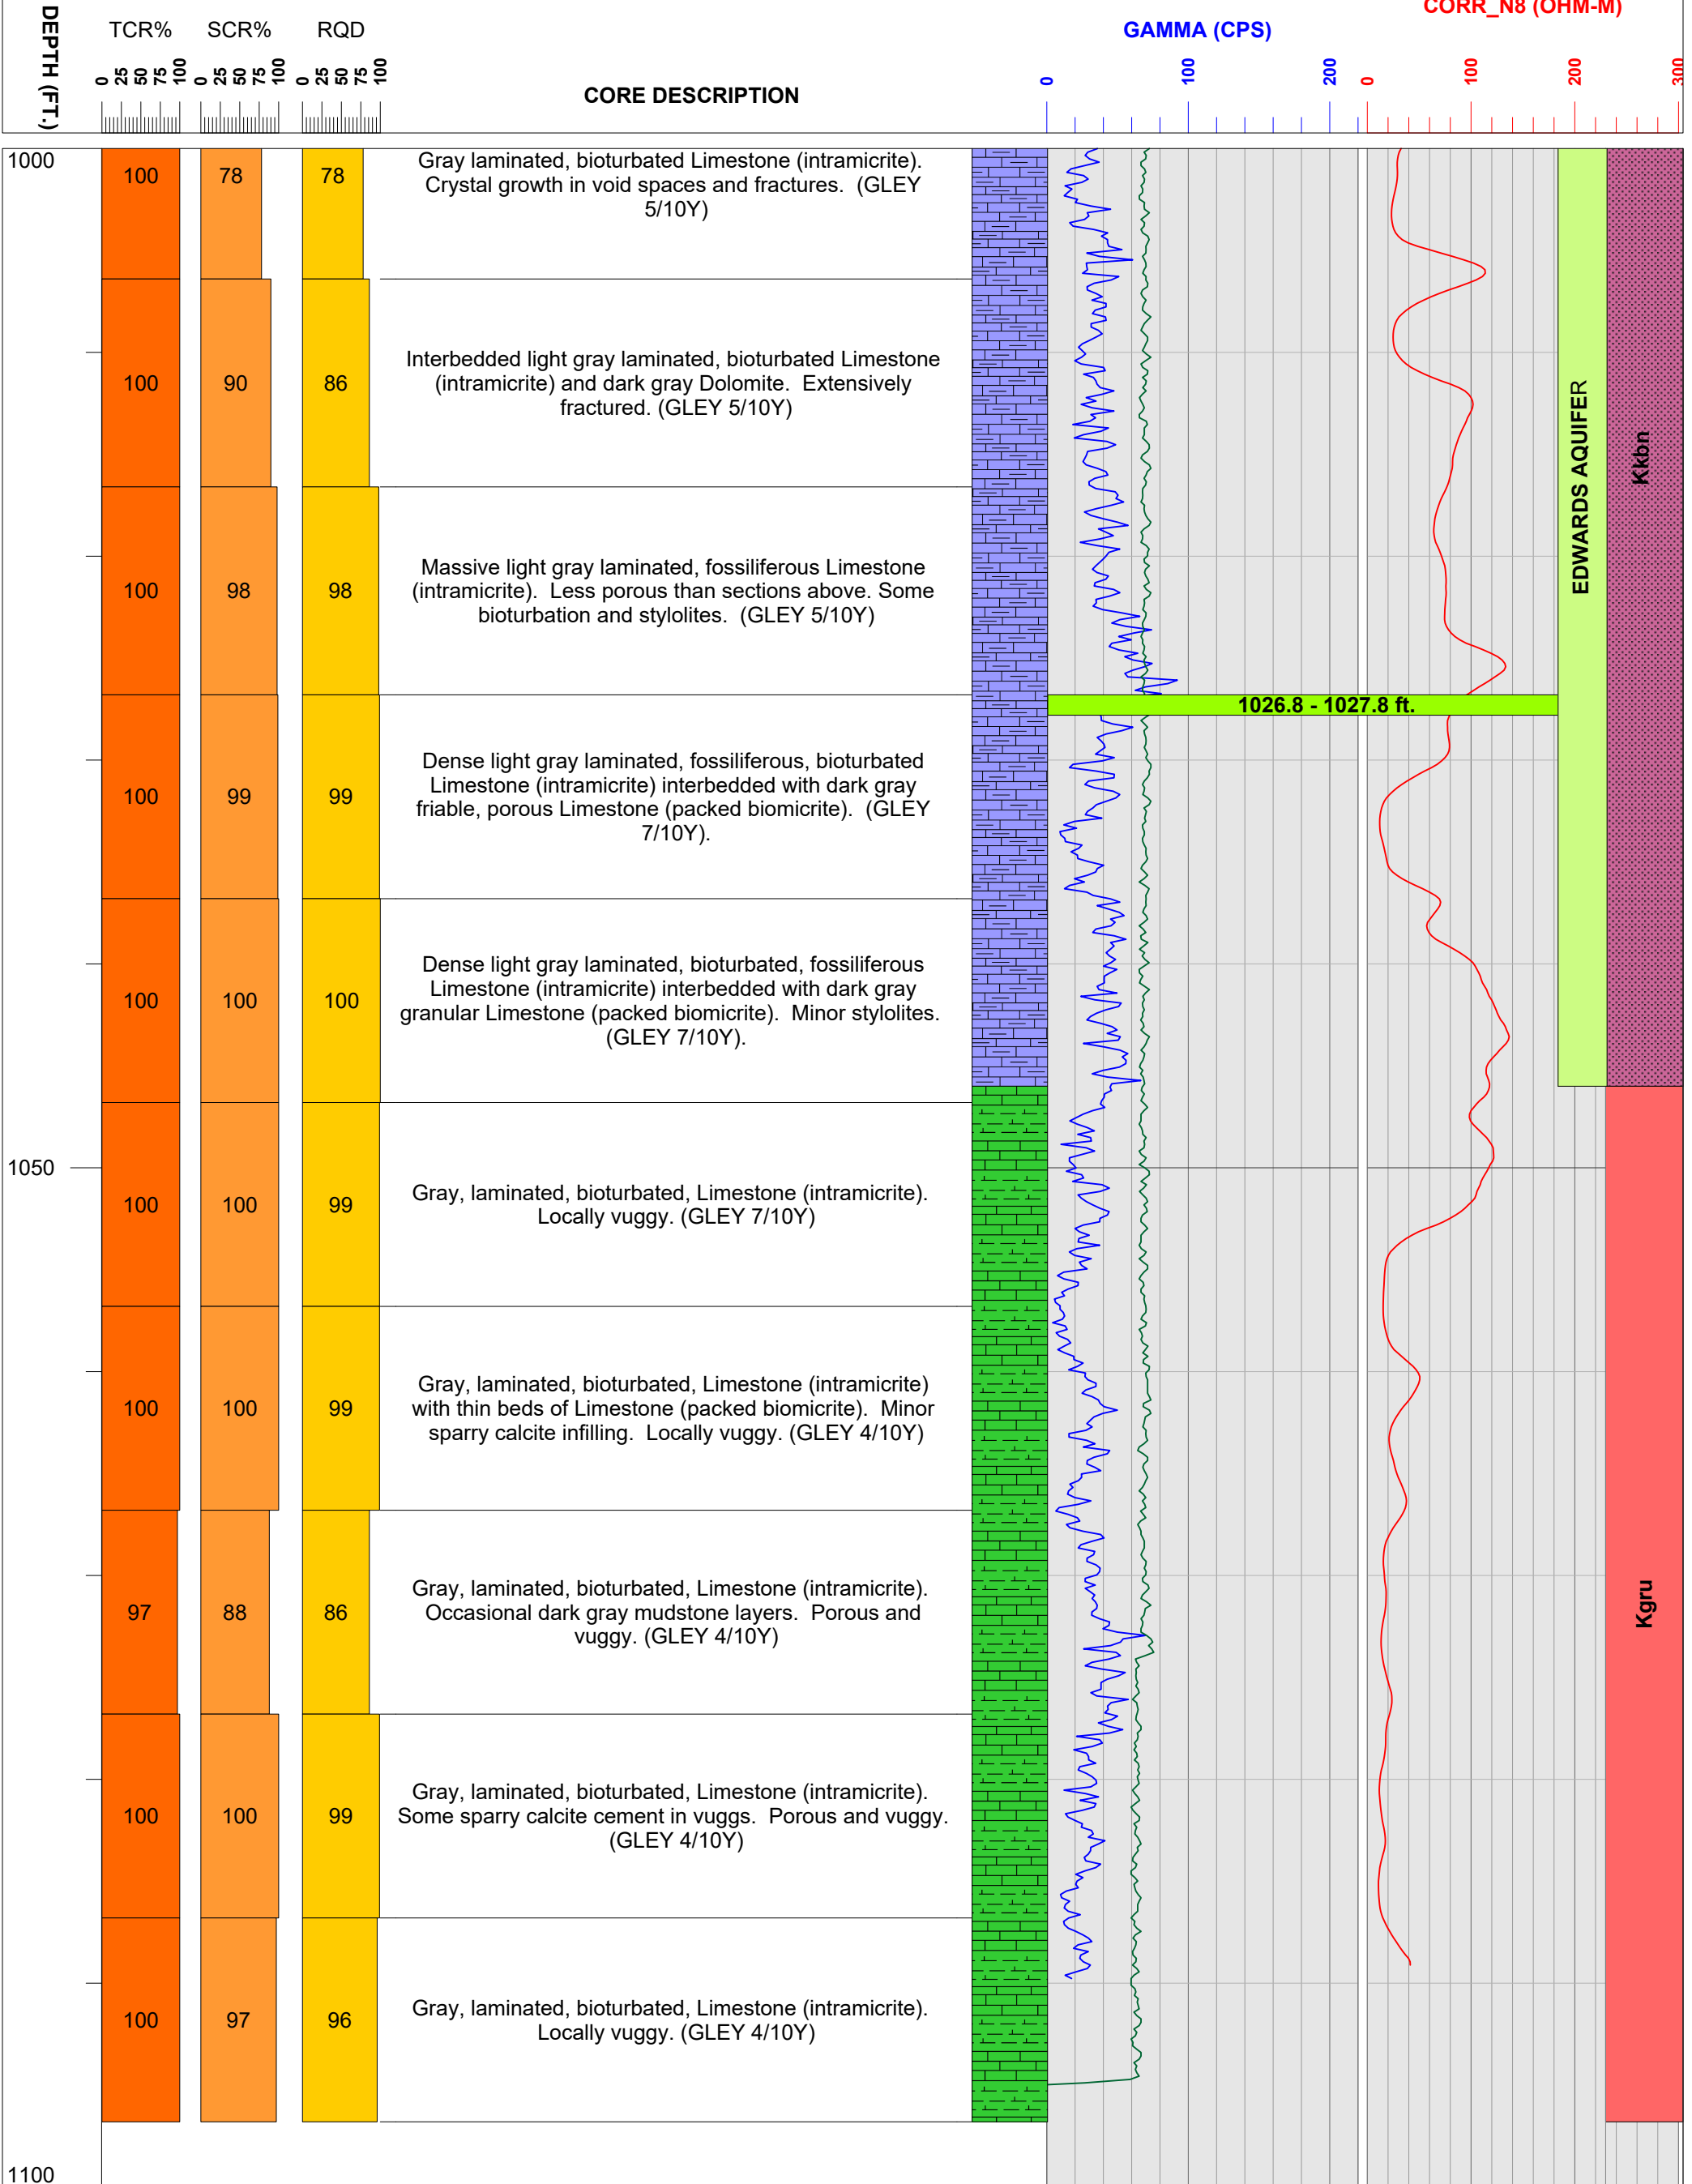 CORR_N8 (OHM-M)
DEPTH (FT.)
TCR%
SCR%
RQD
GAMMA (CPS)
0 25 50 75 100
0 25 50 75 100
0 25 50 75 100
CORE DESCRIPTION
0 100 200
0 100 200 300
1000
100
78
78
Gray laminated, bioturbated Limestone (intramicrite).
Crystal growth in void spaces and fractures. (GLEY
5/10Y)
100
90
86
Interbedded light gray laminated, bioturbated Limestone
(intramicrite) and dark gray Dolomite. Extensively
fractured. (GLEY 5/10Y)
EDWARDS AQUIFER
Kkbn
100
98
98
Massive light gray laminated, fossiliferous Limestone
(intramicrite). Less porous than sections above. Some
bioturbation and stylolites. (GLEY 5/10Y)
1026.8 - 1027.8 ft.
100
99
99
Dense light gray laminated, fossiliferous, bioturbated
Limestone (intramicrite) interbedded with dark gray
friable, porous Limestone (packed biomicrite). (GLEY
7/10Y).
100
100
100
Dense light gray laminated, bioturbated, fossiliferous
Limestone (intramicrite) interbedded with dark gray
granular Limestone (packed biomicrite). Minor stylolites.
(GLEY 7/10Y).
1050
100
100
99
Gray, laminated, bioturbated, Limestone (intramicrite).
Locally vuggy. (GLEY 7/10Y)
100
100
99
Gray, laminated, bioturbated, Limestone (intramicrite)
with thin beds of Limestone (packed biomicrite). Minor
sparry calcite infilling. Locally vuggy. (GLEY 4/10Y)
97
88
86
Gray, laminated, bioturbated, Limestone (intramicrite).
Occasional dark gray mudstone layers. Porous and
vuggy. (GLEY 4/10Y)
Kgru
100
100
99
Gray, laminated, bioturbated, Limestone (intramicrite).
Some sparry calcite cement in vuggs. Porous and vuggy.
(GLEY 4/10Y)
100
97
96
Gray, laminated, bioturbated, Limestone (intramicrite).
Locally vuggy. (GLEY 4/10Y)
1100